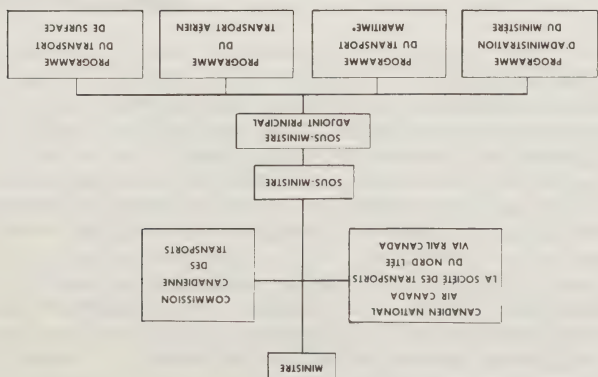 MINISTRE
CANADIEN NATIONAL
AIR CANADA
LA SOCIÉTÉ DES TRANSPORTS
DU NORD LTÉE
VIA RAIL CANADA
COMMISSION
CANADIENNE
DES
TRANSPORTS
SOUS-MINISTRE
SOUS-MINISTRE
ADJOINT PRINCIPAL
PROGRAMME
D'ADMINISTRATION
DU MINISTÈRE
PROGRAMME
DU TRANSPORT
MARITIME*
PROGRAMME
DU
TRANSPORT AÉRIEN
PROGRAMME
DU TRANSPORT
DE SURFACE